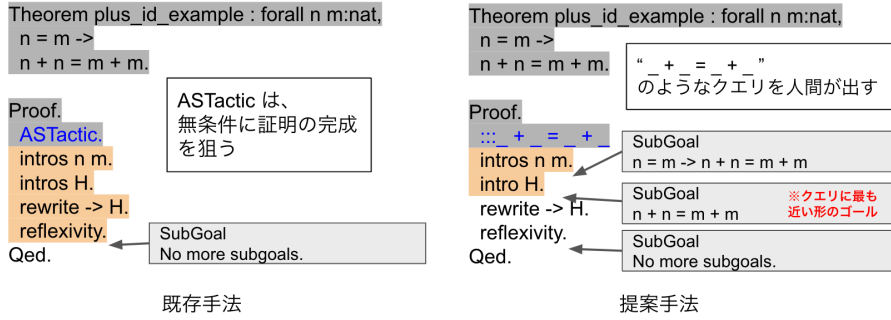 Theorem plus_id_example : forall n m:nat,
n = m ->
n + n = m + m.
ASTactic は、
無条件に証明の完成
を狙う
Proof.
ASTactic.
intros n m.
intros H.
rewrite -> H.
reflexivity.
Qed.
SubGoal
No more subgoals.
既存手法
Theorem plus_id_example : forall n m:nat,
n = m ->
n + n = m + m.
“ _ + _ = _ + _ ”
のようなクエリを人間が出す
Proof.
:::_ + _ = _ + _
intros n m.
intro H.
rewrite -> H.
reflexivity.
Qed.
SubGoal
n = m -> n + n = m + m
SubGoal
n + n = m + m
※クエリに最も
近い形のゴール
SubGoal
No more subgoals.
提案手法